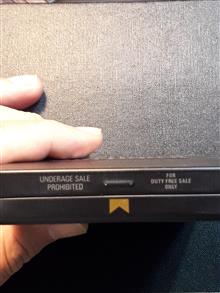 UNDERAGE SALE
PROHIBITED
FOR
DUTY FREE SALE
ONLY